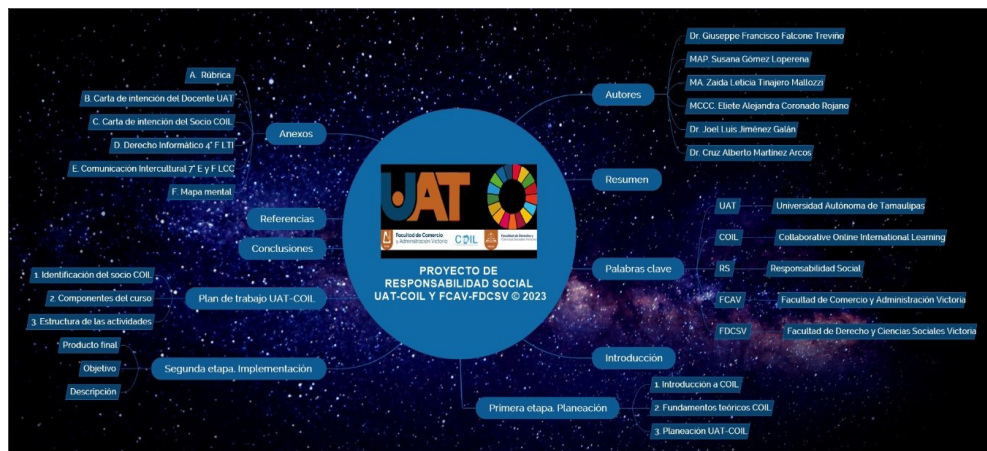 UAT
Facultad de Comercio
y Administración Victoria
COIL
Facultad de Derecho y
Ciencias Sociales Victoria
PROYECTO DE
RESPONSABILIDAD SOCIAL
UAT-COIL Y FCAV-FDCSV © 2023
Autores
Dr. Giuseppe Francisco Falcone Treviño
MAP. Susana Gómez Loperena
MA. Zaida Leticia Tinajero Mallozzi
MCCC. Eliete Alejandra Coronado Rojano
Dr. Joel Luis Jiménez Galán
Dr. Cruz Alberto Martínez Arcos
Resumen
Palabras clave
UAT
Universidad Autónoma de Tamaulipas
COIL
Collaborative Online International Learning
RS
Responsabilidad Social
FCAV
Facultad de Comercio y Administración Victoria
FDCSV
Facultad de Derecho y Ciencias Sociales Victoria
Introducción
Primera etapa. Planeación
1. Introducción a COIL
2. Fundamentos teóricos COIL
3. Planeación UAT-COIL
Segunda etapa. Implementación
Producto final
Objetivo
Descripción
Plan de trabajo UAT-COIL
1. Identificación del socio COIL
2. Componentes del curso
3. Estructura de las actividades
Conclusiones
Referencias
Anexos
A. Rúbrica
B. Carta de intención del Docente UAT
C. Carta de intención del Socio COIL
D. Derecho Informático 4° F LTI
E. Comunicación Intercultural 7° E y F LCC
F. Mapa mental